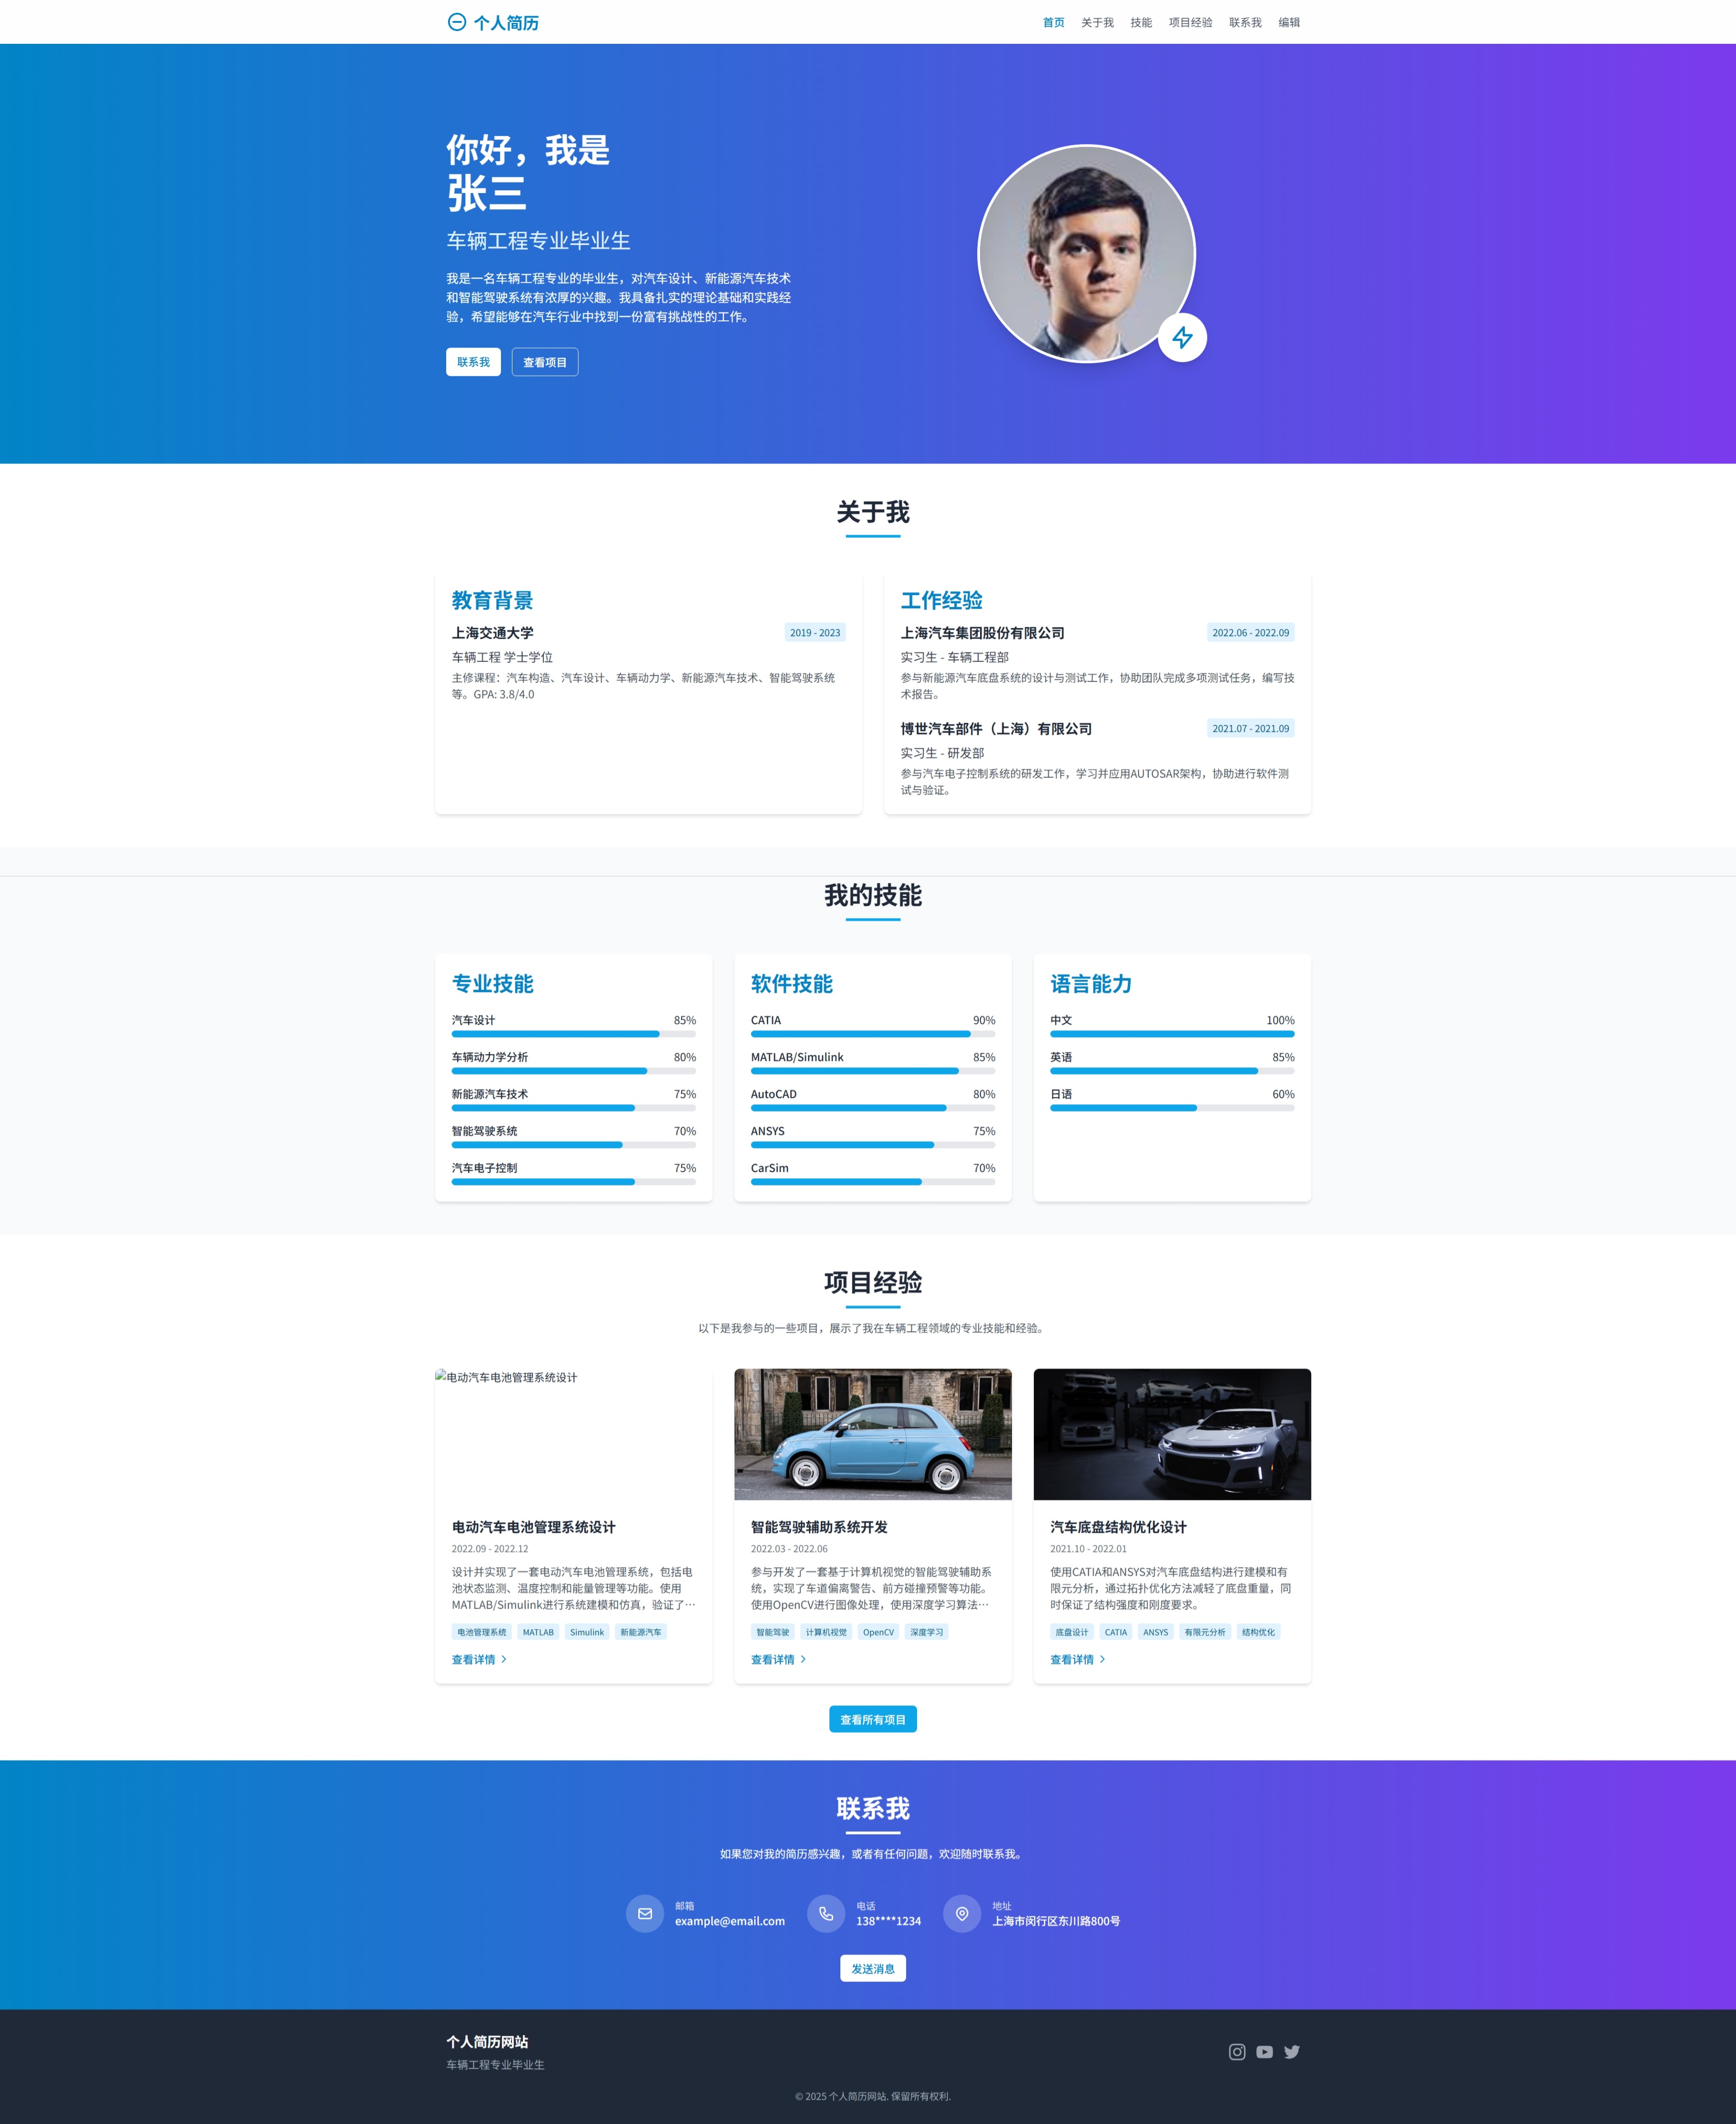 个人简历
首页 关于我 技能 项目经验 联系我 编辑
你好，我是
张三
车辆工程专业毕业生
我是一名车辆工程专业的毕业生，对汽车设计、新能源汽车技术
和智能驾驶系统有浓厚的兴趣。我具备扎实的理论基础和实践经
验，希望能够在汽车行业中找到一份富有挑战性的工作。
联系我 查看项目
关于我
教育背景
上海交通大学 2019 - 2023
车辆工程 学士学位
主修课程：汽车构造、汽车设计、车辆动力学、新能源汽车技术、智能驾驶系统
等。GPA: 3.8/4.0
工作经验
上海汽车集团股份有限公司 2022.06 - 2022.09
实习生 - 车辆工程部
参与新能源汽车底盘系统的设计与测试工作，协助团队完成多项测试任务，编写技
术报告。
博世汽车部件（上海）有限公司 2021.07 - 2021.09
实习生 - 研发部
参与汽车电子控制系统的研发工作，学习并应用AUTOSAR架构，协助进行软件测
试与验证。
我的技能
专业技能
汽车设计 85%
车辆动力学分析 80%
新能源汽车技术 75%
智能驾驶系统 70%
汽车电子控制 75%
软件技能
CATIA 90%
MATLAB/Simulink 85%
AutoCAD 80%
ANSYS 75%
CarSim 70%
语言能力
中文 100%
英语 85%
日语 60%
项目经验
以下是我参与的一些项目，展示了我在车辆工程领域的专业技能和经验。
电动汽车电池管理系统设计
电动汽车电池管理系统设计
2022.09 - 2022.12
设计并实现了一套电动汽车电池管理系统，包括电
池状态监测、温度控制和能量管理等功能。使用
MATLAB/Simulink进行系统建模和仿真，验证了…
电池管理系统 MATLAB Simulink 新能源汽车
查看详情
智能驾驶辅助系统开发
2022.03 - 2022.06
参与开发了一套基于计算机视觉的智能驾驶辅助系
统，实现了车道偏离警告、前方碰撞预警等功能。
使用OpenCV进行图像处理，使用深度学习算法…
智能驾驶 计算机视觉 OpenCV 深度学习
查看详情
汽车底盘结构优化设计
2021.10 - 2022.01
使用CATIA和ANSYS对汽车底盘结构进行建模和有
限元分析，通过拓扑优化方法减轻了底盘重量，同
时保证了结构强度和刚度要求。
底盘设计 CATIA ANSYS 有限元分析 结构优化
查看详情
查看所有项目
联系我
如果您对我的简历感兴趣，或者有任何问题，欢迎随时联系我。
邮箱
example@email.com
电话
138****1234
地址
上海市闵行区东川路800号
发送消息
个人简历网站
车辆工程专业毕业生
© 2025 个人简历网站. 保留所有权利.